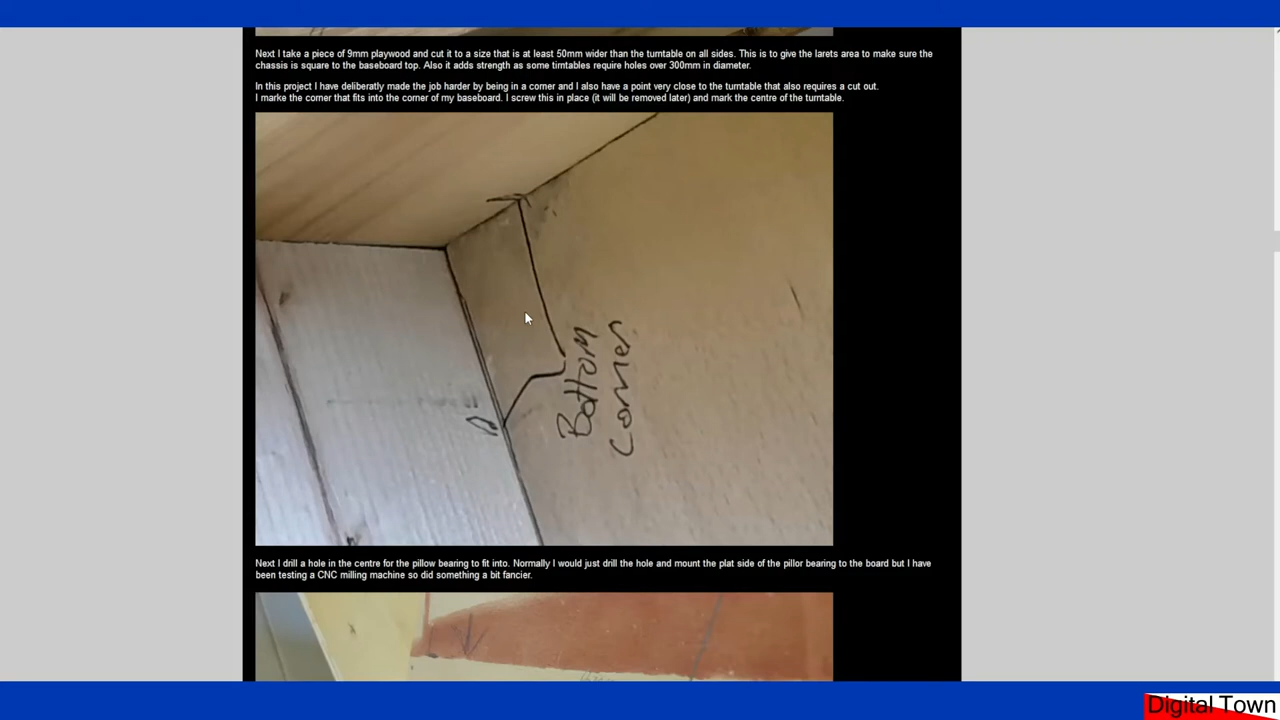 Next I take a piece of 9mm playwood and cut it to a size that is at least 50mm wider than the turntable on all sides. This is to give the larets area to make sure the
chassis is square to the baseboard top. Also it adds strength as some timtables require holes over 300mm in diameter.
In this project I have deliberatly made the job harder by being in a corner and I also have a point very close to the turntable that also requires a cut out.
I marke the corner that fits into the corner of my baseboard. I screw this in place (it will be removed later) and mark the centre of the turntable.
Bottom
Corner
Next I drill a hole in the centre for the pillow bearing to fit into. Normally I would just drill the hole and mount the plat side of the pillor bearing to the board but I have
been testing a CNC milling machine so did something a bit fancier.
Digital Town